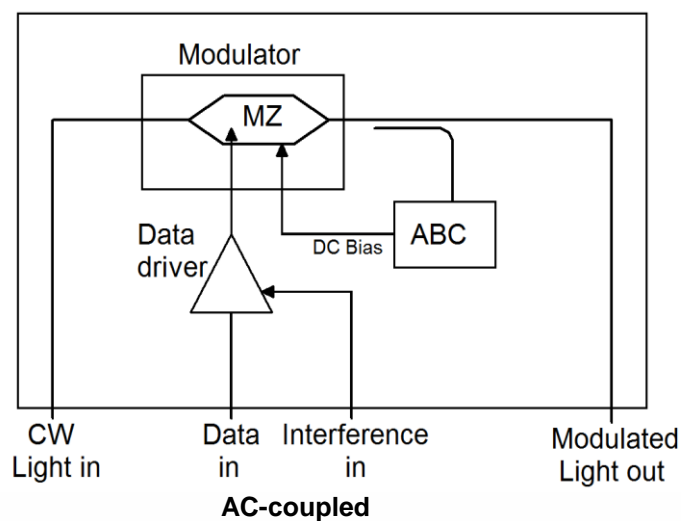 Modulator
MZ
Data
driver
DC Bias
ABC
CW
Light in
Data
in
Interference
in
Modulated
Light out
AC-coupled